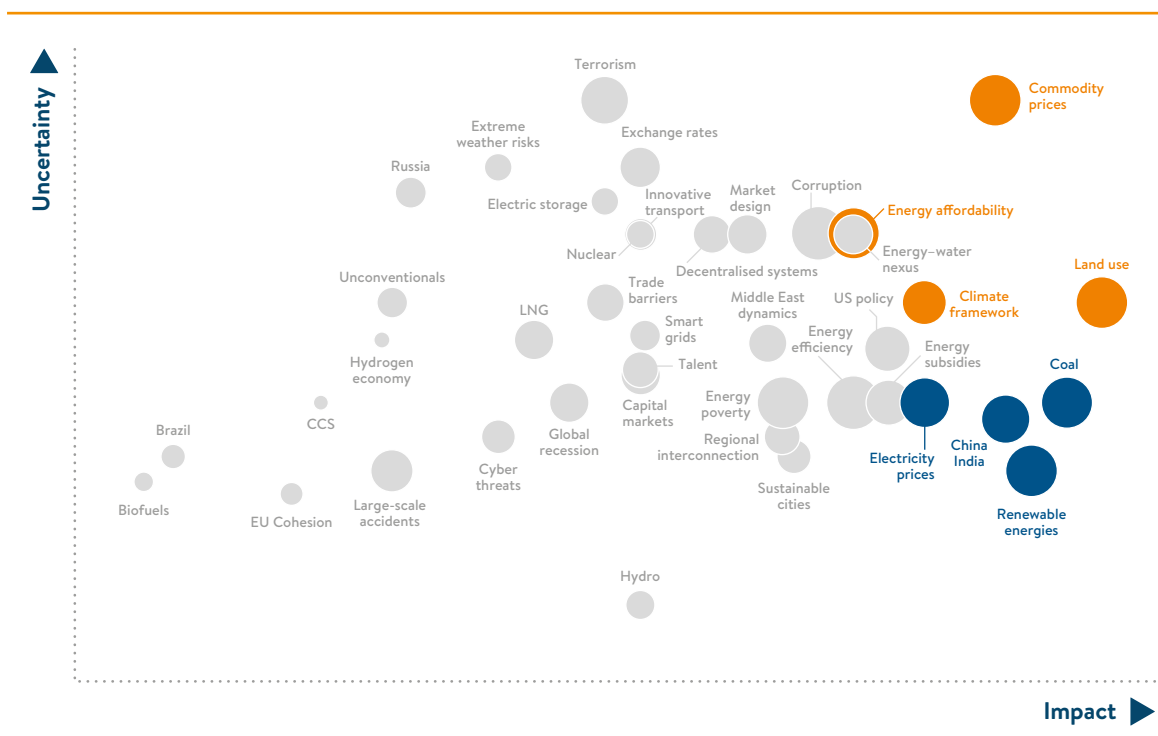 Uncertainty
Terrorism
Commodity
prices
Extreme
weather risks
Exchange rates
Russia
Electric storage
Innovative
transport
Market
design
Corruption
Energy affordability
Nuclear
Decentralised systems
Energy–water
nexus
Land use
Unconventionals
Trade
barriers
Middle East
dynamics
US policy
Climate
framework
LNG
Smart
grids
Energy
efficiency
Energy
subsidies
Hydrogen
economy
Talent
Coal
CCS
Capital
markets
Energy
poverty
Brazil
Global
recession
Regional
interconnection
Electricity
prices
China
India
Cyber
threats
Sustainable
cities
Biofuels
EU Cohesion
Large-scale
accidents
Renewable
energies
Hydro
Impact